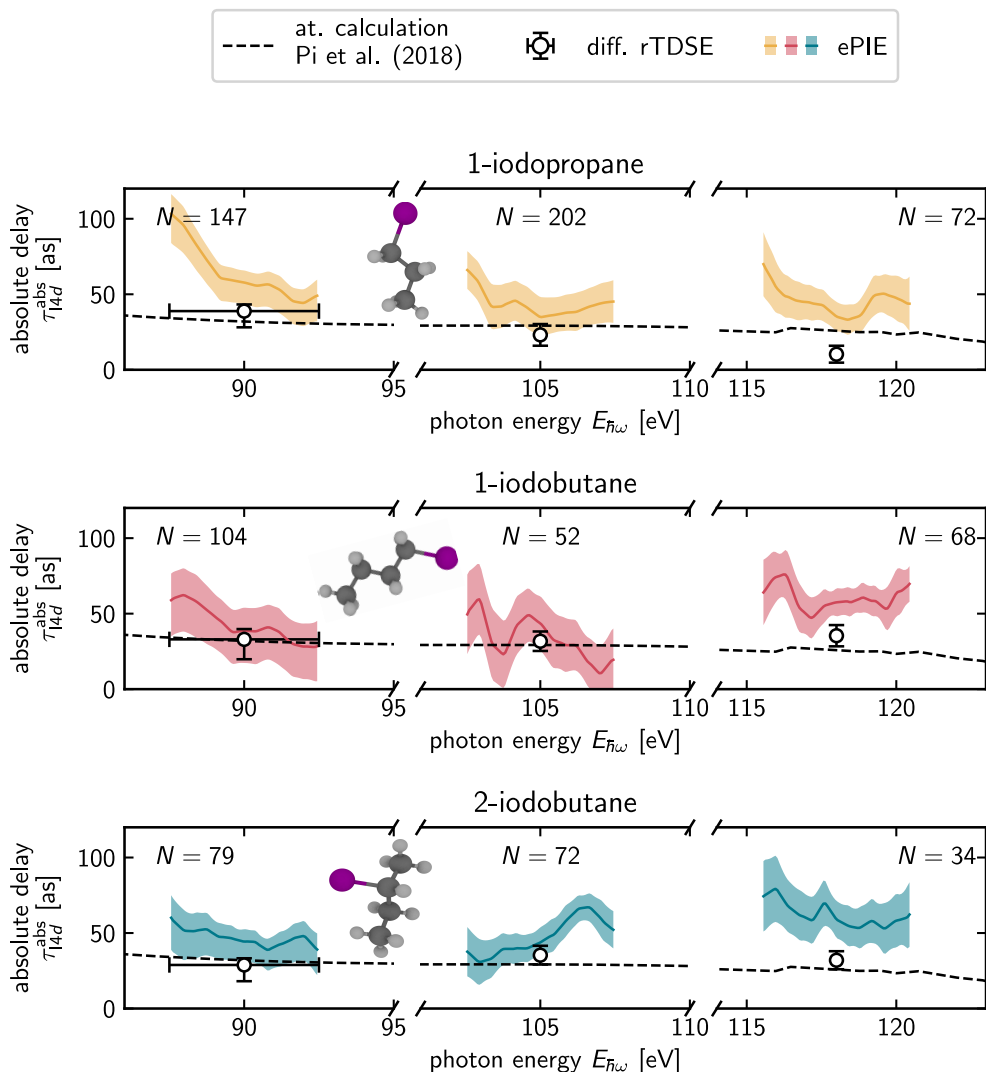 at. calculation
Pi et al. (2018)
diff. rTDSE
ePIE
1-iodopropane
N = 147
N = 202
N = 72
absolute delay
τ^abs_I4d [as]
100
50
0
90
95
105
110
115
120
photon energy E_ħω [eV]
1-iodobutane
N = 104
N = 52
N = 68
absolute delay
τ^abs_I4d [as]
100
50
0
90
95
105
110
115
120
photon energy E_ħω [eV]
2-iodobutane
N = 79
N = 72
N = 34
absolute delay
τ^abs_I4d [as]
100
50
0
90
95
105
110
115
120
photon energy E_ħω [eV]